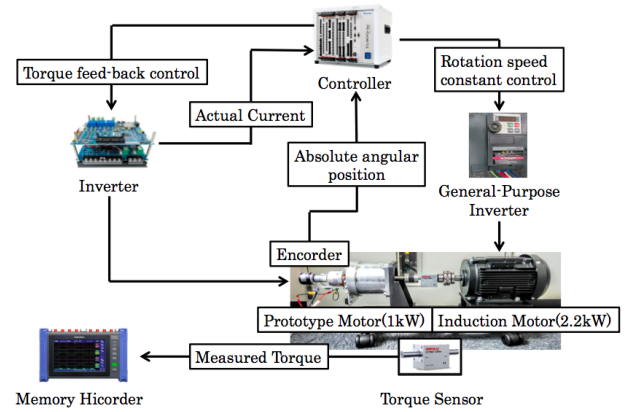 Controller
Torque feed-back control
Rotation speed
constant control
Actual Current
Absolute angular
position
Inverter
General-Purpose
Inverter
Encorder
Prototype Motor(1kW)
Induction Motor(2.2kW)
Measured Torque
Memory Hicorder
Torque Sensor